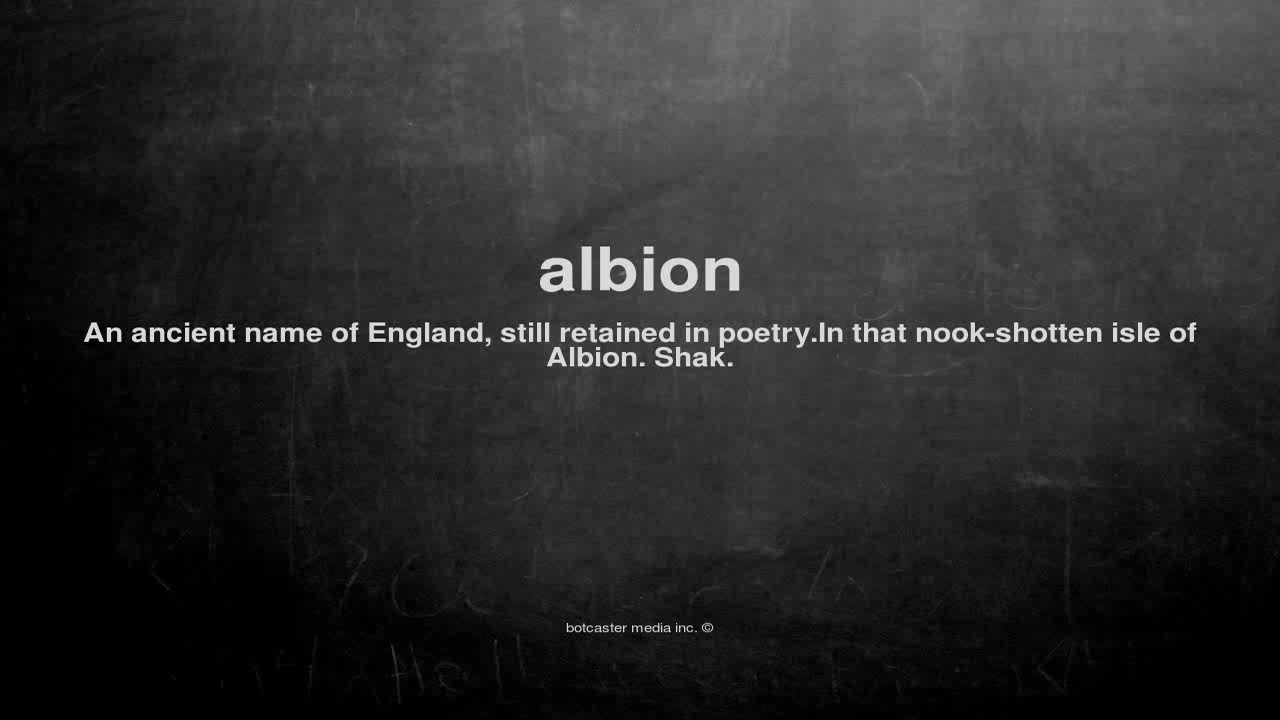 albion
An ancient name of England, still retained in poetry.In that nook-shotten isle of
Albion. Shak.
botcaster media inc. ©